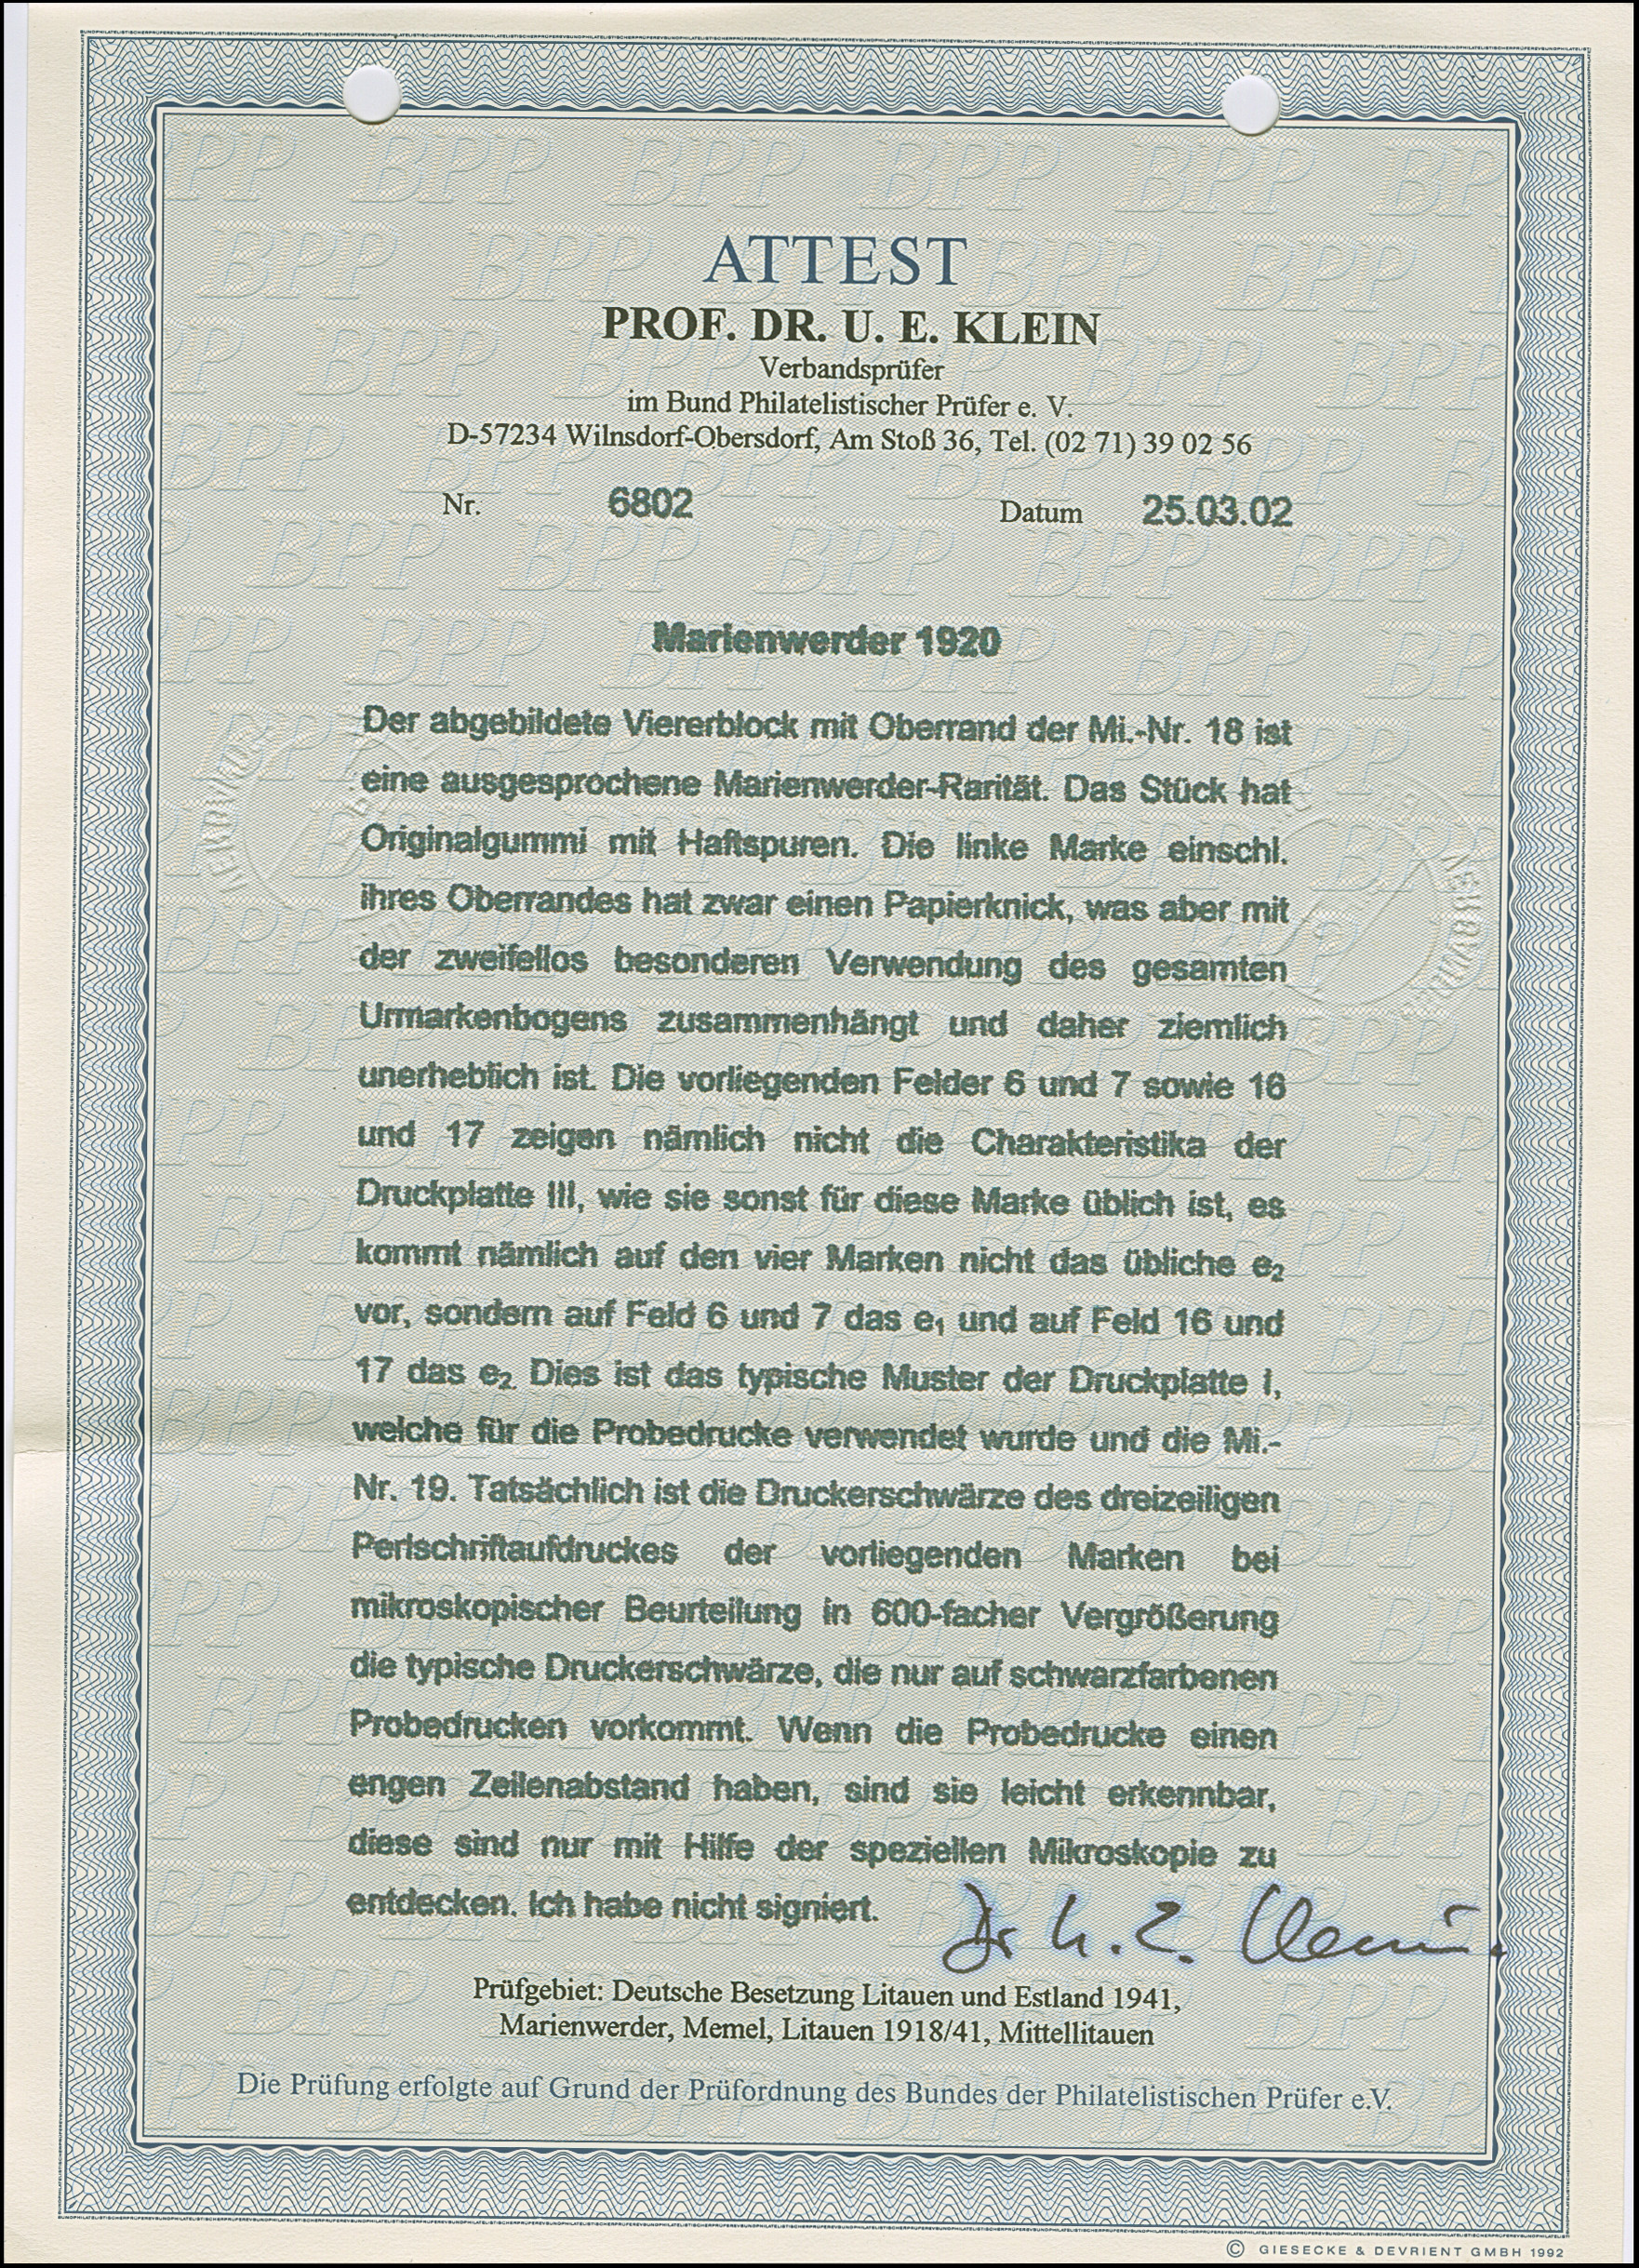 ATTEST
PROF. DR. U. E. KLEIN
Verbandsprüfer
im Bund Philatelistischer Prüfer e. V.
D-57234 Wilnsdorf-Obersdorf, Am Stoß 36, Tel. (02 71) 39 02 56
Nr. 6802 Datum 25.03.02
Marienwerder 1920
Der abgebildete Viererblock mit Oberrand der Mi.-Nr. 18 ist
eine ausgesprochene Marienwerder-Rarität. Das Stück hat
Originalgummi mit Haftspuren. Die linke Marke einschl.
ihres Oberrandes hat zwar einen Papierknick, was aber mit
der zweifellos besonderen Verwendung des gesamten
Urmarkenbogens zusammenhängt und daher ziemlich
unerheblich ist. Die vorliegenden Felder 6 und 7 sowie 16
und 17 zeigen nämlich nicht die Charakteristika der
Druckplatte III, wie sie sonst für diese Marke üblich ist, es
kommt nämlich auf den vier Marken nicht das übliche e₂
vor, sondern auf Feld 6 und 7 das e₁ und auf Feld 16 und
17 das e₂. Dies ist das typische Muster der Druckplatte I,
welche für die Probedrucke verwendet wurde und die Mi.-
Nr. 19. Tatsächlich ist die Druckerschwärze des dreizeiligen
Perlschriftaufdruckes der vorliegenden Marken bei
mikroskopischer Beurteilung in 600-facher Vergrößerung
die typische Druckerschwärze, die nur auf schwarzfarbenen
Probedrucken vorkommt. Wenn die Probedrucke einen
engen Zeilenabstand haben, sind sie leicht erkennbar,
diese sind nur mit Hilfe der speziellen Mikroskopie zu
entdecken. Ich habe nicht signiert.
Dr U. E. Klein
Prüfgebiet: Deutsche Besetzung Litauen und Estland 1941,
Marienwerder, Memel, Litauen 1918/41, Mittellitauen
Die Prüfung erfolgte auf Grund der Prüfordnung des Bundes der Philatelistischen Prüfer e.V.
© GIESECKE & DEVRIENT GMBH 1992